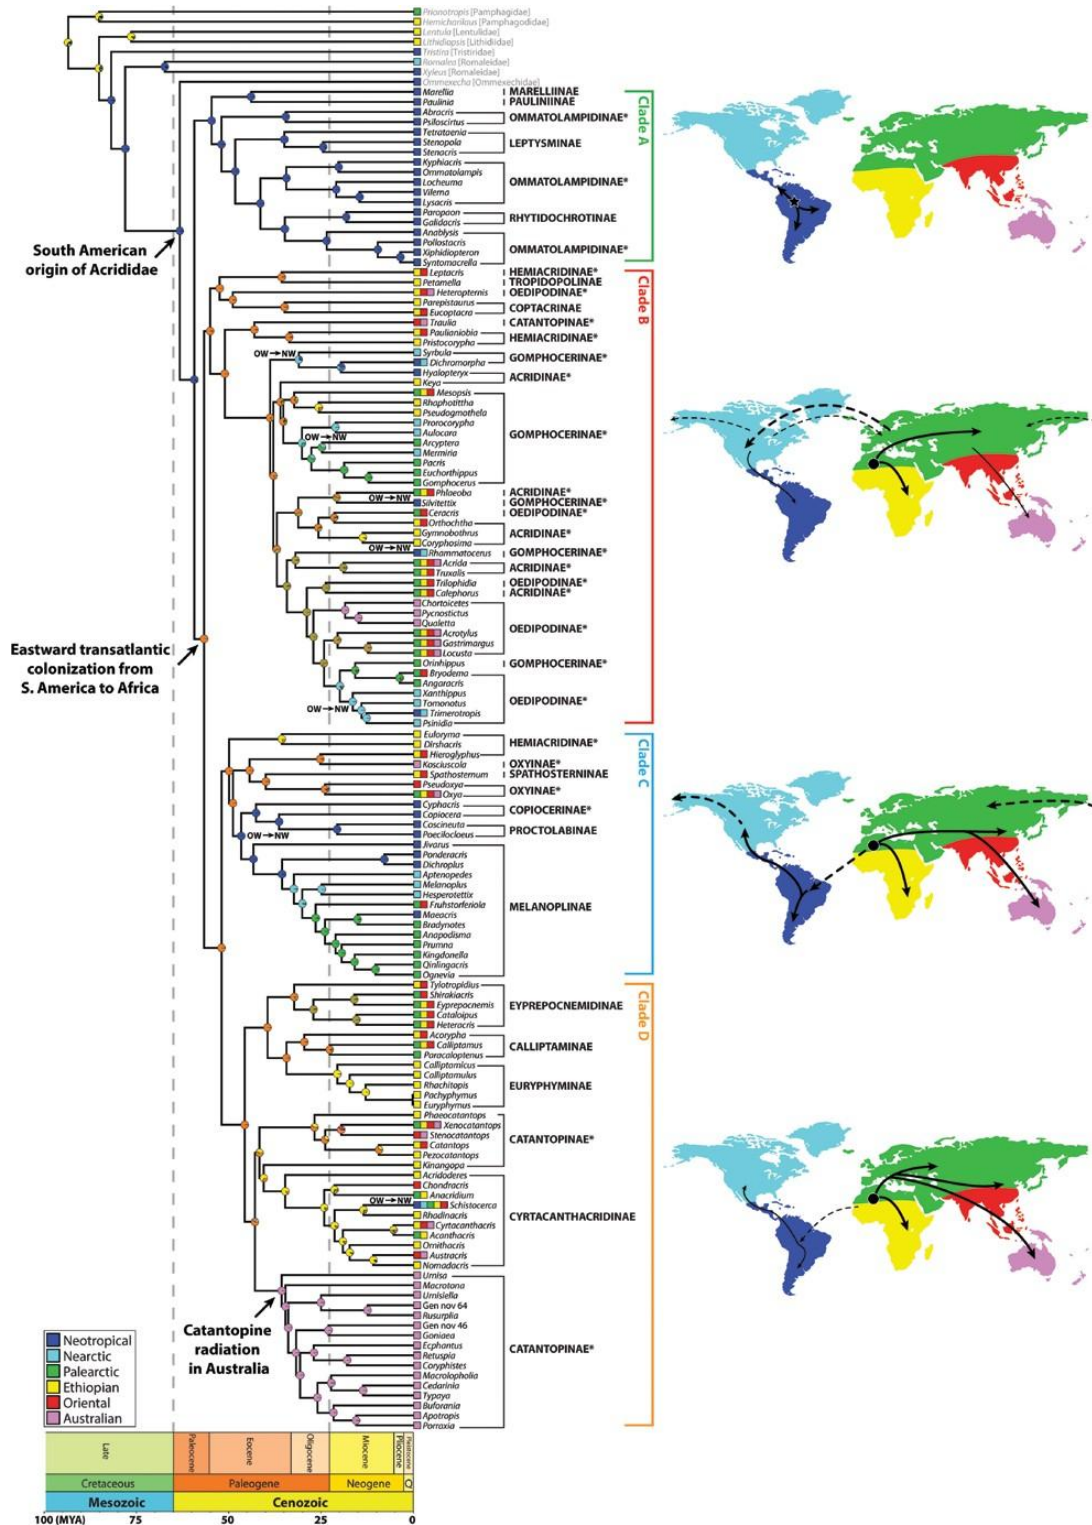 Prionotropis [Pamphagidae]
Hemicharilaus [Pamphagodidae]
Lentula [Lentulidae]
Lithidiopsis [Lithidiidae]
Tristira [Tristiridae]
Romalea [Romaleidae]
Xyleus [Romaleidae]
Ommexecha [Ommexechidae]
Marellia
MARELLIINAE
Paulinia
PAULINIINAE
Abracris
Psiloscirtus
OMMATOLAMPIDINAE*
Tetrataenia
Stenopola
Stenacris
LEPTYSMINAE
Kyphiacris
Ommatolampis
Locheuma
Vilerna
Lysacris
OMMATOLAMPIDINAE*
Paropaon
Galidacris
RHYTIDOCHROTINAE
Anablysis
Pollostacris
Xiphidiopteron
Syntomacrella
OMMATOLAMPIDINAE*
Clade A
South American
origin of Acrididae
Leptacris
HEMIACRIDINAE*
Petamella
TROPIDOPOLINAE
Heteropternis
OEDIPODINAE*
Parepistaurus
Eucoptacra
COPTACRINAE
Traulia
CATANTOPINAE*
Paulianiobia
Pristocorypha
HEMIACRIDINAE*
OW→NW
Syrbula
Dichromorpha
GOMPHOCERINAE*
Hyalopteryx
Keya
ACRIDINAE*
Mesopsis
Rhaphotittha
Pseudogmothela
Prorocorypha
Aulocara
OW→NW
Arcyptera
Mermiria
Pacris
Euchorthippus
Gomphocerus
GOMPHOCERINAE*
Phlaeoba
ACRIDINAE*
OW→NW
Silvitettix
GOMPHOCERINAE*
Ceracris
OEDIPODINAE*
Orthochtha
Gymnobothrus
Coryphosima
ACRIDINAE*
OW→NW
Rhammatocerus
GOMPHOCERINAE*
Acrida
Truxalis
ACRIDINAE*
Trilophidia
OEDIPODINAE*
Calephorus
ACRIDINAE*
Chortoicetes
Pycnostictus
Qualetta
Acrotylus
Gastrimargus
Locusta
OEDIPODINAE*
Orinhippus
GOMPHOCERINAE*
Bryodema
Angaracris
Xanthippus
Tomonotus
OW→NW
Trimerotropis
Psinidia
OEDIPODINAE*
Clade B
Eastward transatlantic
colonization from
S. America to Africa
Euloryma
Dirshacris
HEMIACRIDINAE*
Hieroglyphus
Kosciuscola
OXYINAE*
Spathosternum
SPATHOSTERNINAE
Pseudoxya
Oxya
OXYINAE*
Cyphacris
Copiocera
COPIOCERINAE*
Coscineuta
Poecilocloeus
PROCTOLABINAE
OW→NW
Jivarus
Ponderacris
Dichroplus
Aptenopedes
Melanoplus
Hesperotettix
Fruhstorferiola
Maeacris
Bradynotes
Anapodisma
Prumna
Kingdonella
Qinlingacris
Ognevia
MELANOPLINAE
Clade C
Tylotropidius
Shirakiacris
Eyprepocnemis
Cataloipus
Heteracris
EYPREPOCNEMIDINAE
Acorypha
Calliptamus
Paracaloptenus
CALLIPTAMINAE
Calliptamicus
Calliptamulus
Rhachitopis
Pachyphymus
Euryphymus
EURYPHYMINAE
Phaeocatantops
Xenocatantops
Stenocatantops
Catantops
Pezocatantops
Kinangopa
CATANTOPINAE*
Acridoderes
Chondracris
Anacridium
OW→NW
Schistocerca
Rhadinacris
Cyrtacanthacris
Acanthacris
Ornithacris
Austracris
Nomadacris
CYRTACANTHACRIDINAE
Urnisa
Macrotona
Urnisiella
Gen nov 64
Rusurplia
Gen nov 46
Goniaea
Ecphantus
Retuspia
Coryphistes
Macrolopholia
Cedarinia
Typaya
Buforania
Apotropis
Porraxia
CATANTOPINAE*
Clade D
Catantopine
radiation
in Australia
Neotropical
Nearctic
Palearctic
Ethiopian
Oriental
Australian
Late
Paleocene
Eocene
Oligocene
Miocene
Pliocene
Pleistocene
Cretaceous
Paleogene
Neogene
Q
Mesozoic
Cenozoic
100 (MYA)
75
50
25
0